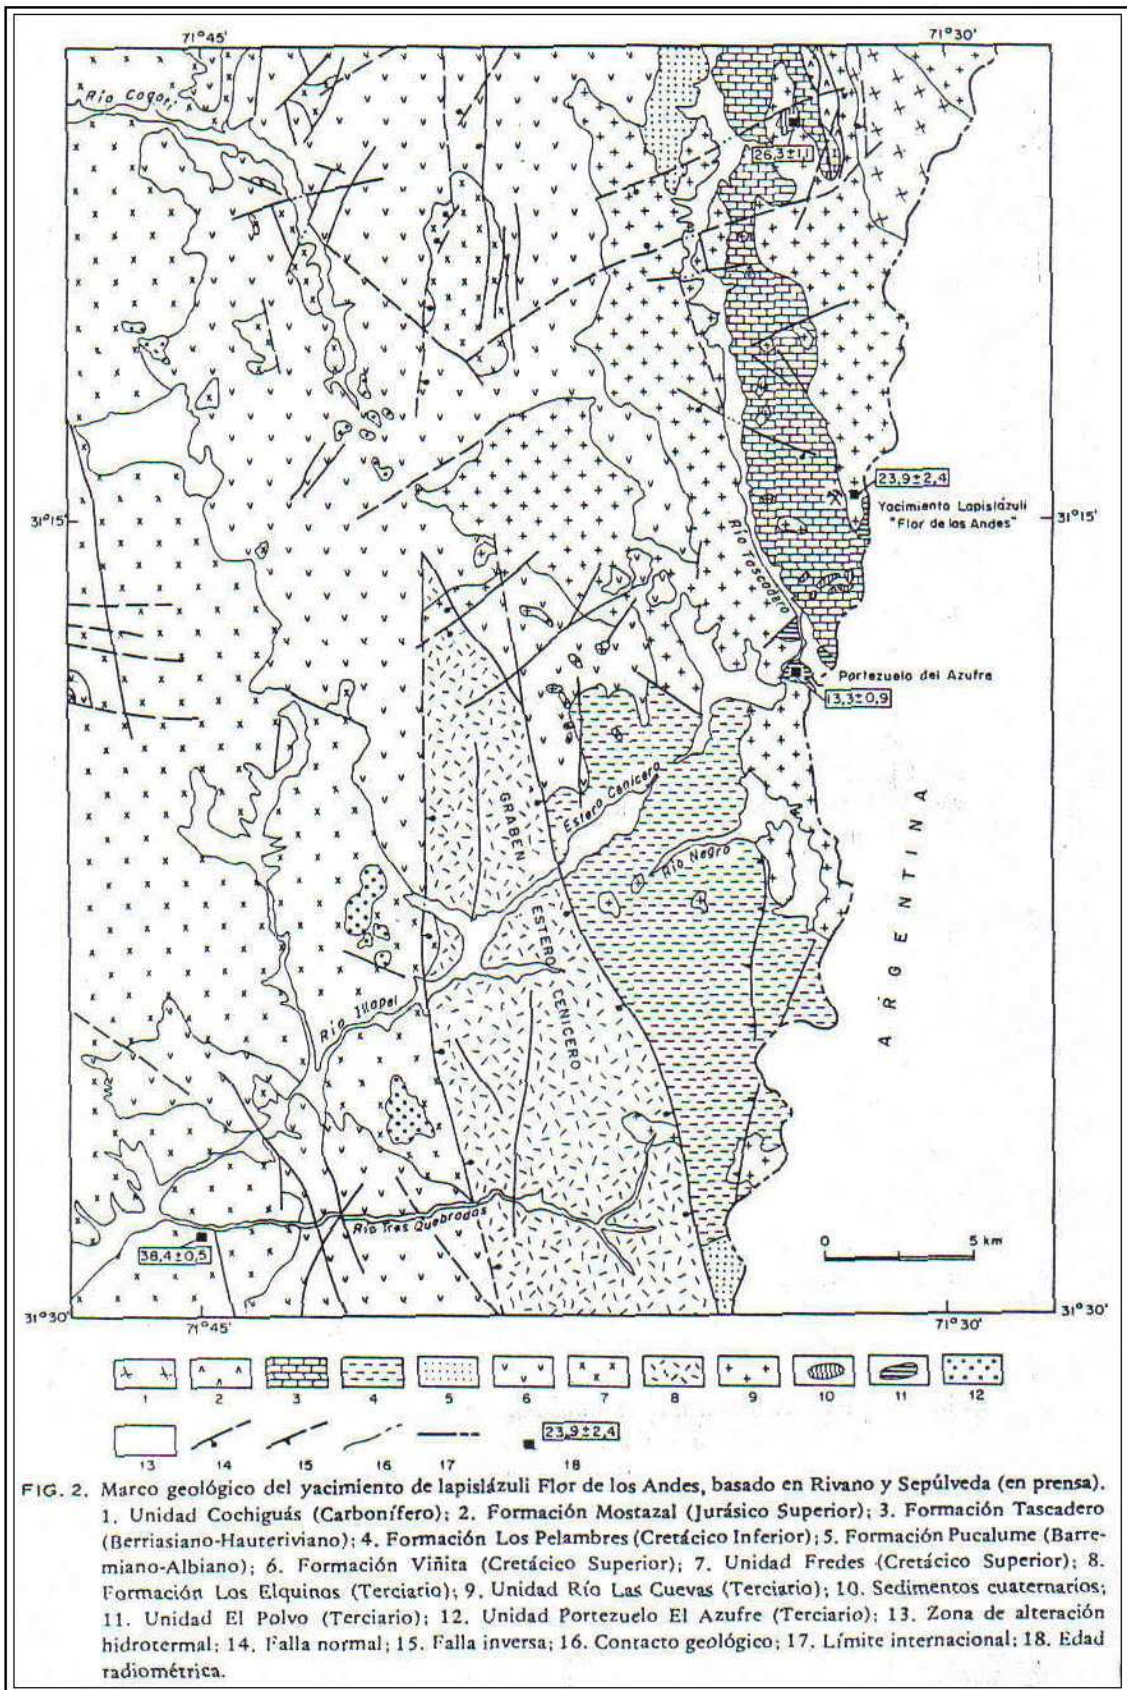 71°45'
71°30'
Río Cogotí
26,3±1,1
23,9±2,4
Yacimiento Lapislázuli
"Flor de los Andes"
31°15'
31°15'
Río Tascadero
Portezuelo del Azufre
13,3±0,9
GRABEN
ESTERO
CENICERO
Estero Cenicero
Río Negro
ARGENTINA
Río Illapel
Río Tres Quebradas
38,4±0,5
0 5 km
31°30'
31°30'
71°45'
71°30'
1 2 3 4 5 6 7 8 9 10 11 12
23,9±2,4
13 14 15 16 17 18
FIG. 2. Marco geológico del yacimiento de lapislázuli Flor de los Andes, basado en Rivano y Sepúlveda (en prensa).
1. Unidad Cochiguás (Carbonífero); 2. Formación Mostazal (Jurásico Superior); 3. Formación Tascadero
(Berriasiano-Hauteriviano); 4. Formación Los Pelambres (Cretácico Inferior); 5. Formación Pucalume (Barre-
miano-Albiano); 6. Formación Viñita (Cretácico Superior); 7. Unidad Fredes (Cretácico Superior); 8.
Formación Los Elquinos (Terciario); 9. Unidad Río Las Cuevas (Terciario); 10. Sedimentos cuaternarios;
11. Unidad El Polvo (Terciario); 12. Unidad Portezuelo El Azufre (Terciario); 13. Zona de alteración
hidrotermal; 14. Falla normal; 15. Falla inversa; 16. Contacto geológico; 17. Límite internacional; 18. Edad
radiométrica.